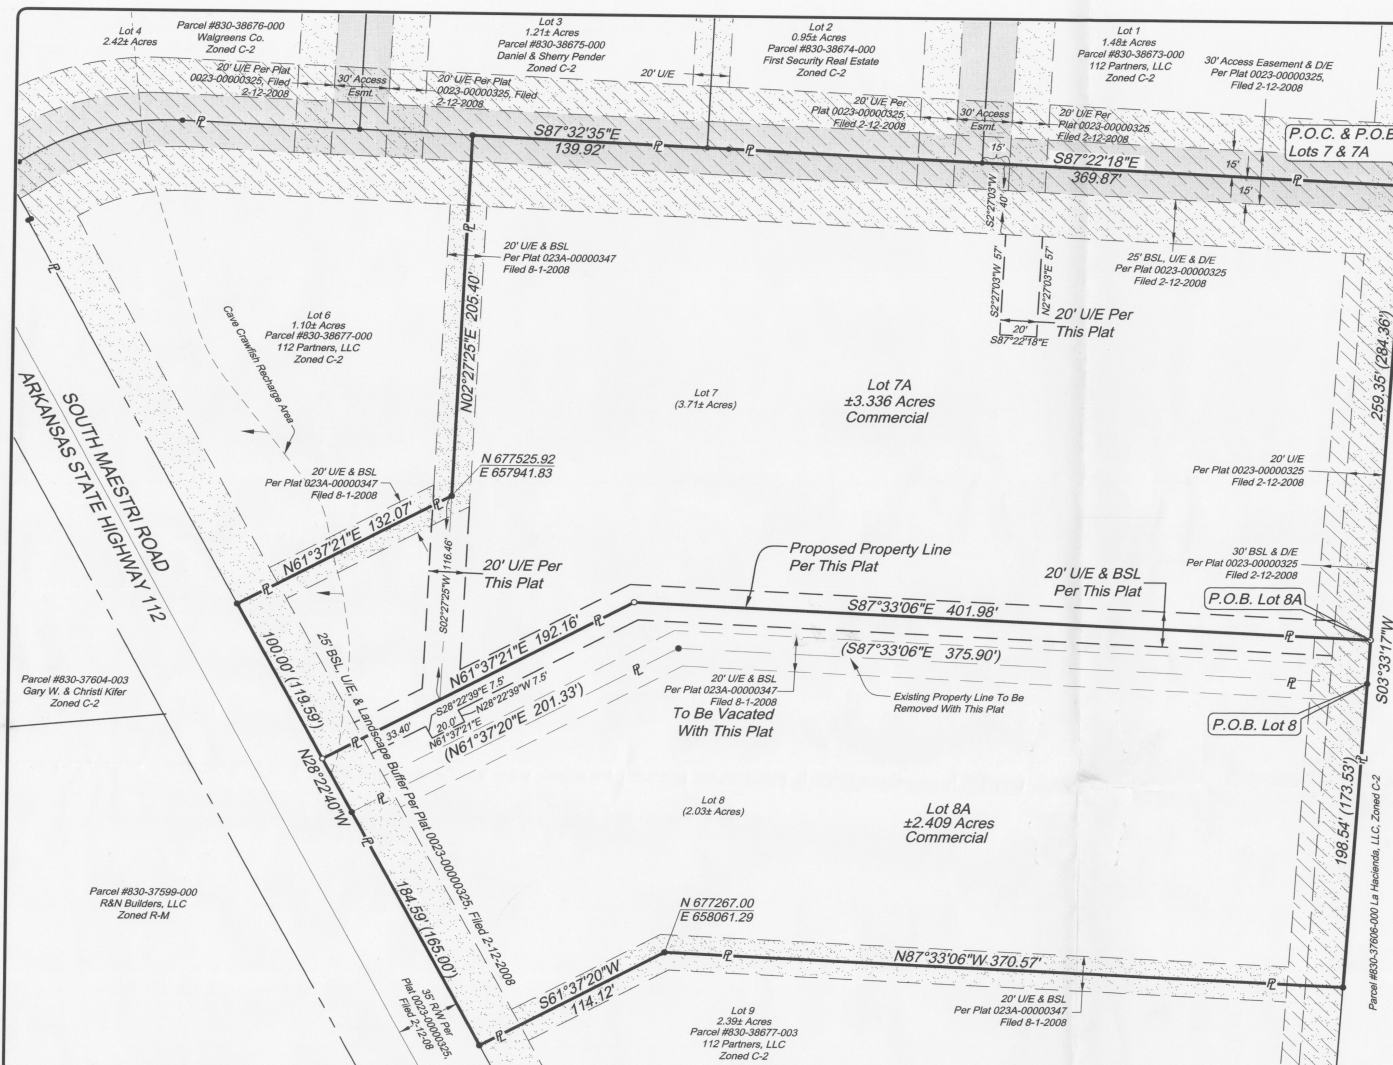 Lot 4
2.42± Acres
Parcel #830-38676-000
Walgreens Co.
Zoned C-2
Lot 3
1.21± Acres
Parcel #830-38675-000
Daniel & Sherry Pender
Zoned C-2
Lot 2
0.95± Acres
Parcel #830-38674-000
First Security Real Estate
Zoned C-2
Lot 1
1.48± Acres
Parcel #830-38673-000
112 Partners, LLC
Zoned C-2
30' Access Easement & D/E
Per Plat 0023-00000325,
Filed 2-12-2008
20' U/E Per Plat
0023-00000325, Filed
2-12-2008
30' Access
Esmt.
20' U/E Per Plat
0023-00000325, Filed
2-12-2008
20' U/E
20' U/E Per
Plat 0023-00000325,
Filed 2-12-2008
30' Access
Esmt.
20' U/E Per
Plat 0023-00000325
Filed 2-12-2008
P.O.C. & P.O.B
Lots 7 & 7A
S87°32'35"E
139.92'
15'
S87°22'18"E
369.87'
15'
15'
S2°27'03"W
40'
20' U/E & BSL
Per Plat 023A-00000347
Filed 8-1-2008
25' BSL, U/E & D/E
Per Plat 0023-00000325
Filed 2-12-2008
S2°27'03"W 57'
N2°27'03"E 57'
20' U/E Per
This Plat
20'
S87°22'18"E
N02°27'25"E 205.40'
Lot 6
1.10± Acres
Parcel #830-38677-000
112 Partners, LLC
Zoned C-2
Cave Crawfish Recharge Area
Lot 7
(3.71± Acres)
Lot 7A
±3.336 Acres
Commercial
259.35' (284.36')
SOUTH MAESTRI ROAD
ARKANSAS STATE HIGHWAY 112
N 677525.92
E 657941.83
20' U/E & BSL
Per Plat 023A-00000347
Filed 8-1-2008
20' U/E
Per Plat 0023-00000325
Filed 2-12-2008
N61°37'21"E 132.07'
S02°27'25"W 116.46'
20' U/E Per
This Plat
Proposed Property Line
Per This Plat
20' U/E & BSL
Per This Plat
30' BSL & D/E
Per Plat 0023-00000325
Filed 2-12-2008
P.O.B. Lot 8A
S87°33'06"E 401.98'
(S87°33'06"E 375.90')
N61°37'21"E 192.16'
S03°33'17"W
100.00' (119.59')
25' BSL, U/E, & Landscape Buffer Per Plat 0023-00000325, Filed 2-12-2008
S28°22'39"E 7.5'
N28°22'39"W 7.5'
33.40'
20.0'
N61°37'21"E
(N61°37'20"E 201.33')
20' U/E & BSL
Per Plat 023A-00000347
Filed 8-1-2008
To Be Vacated
With This Plat
Existing Property Line To Be
Removed With This Plat
P.O.B. Lot 8
Parcel #830-37604-003
Gary W. & Christi Kifer
Zoned C-2
N28°22'40"W
Lot 8
(2.03± Acres)
Lot 8A
±2.409 Acres
Commercial
198.54' (173.53')
Parcel #830-37606-000 La Hacienda, LLC, Zoned C-2
Parcel #830-37599-000
R&N Builders, LLC
Zoned R-M
184.59' (165.00')
N 677267.00
E 658061.29
N87°33'06"W 370.57'
S61°37'20"W
114.12'
35' R/W Per
Plat 0023-00000325,
Filed 2-12-08
20' U/E & BSL
Per Plat 023A-00000347
Filed 8-1-2008
Lot 9
2.39± Acres
Parcel #830-38677-003
112 Partners, LLC
Zoned C-2